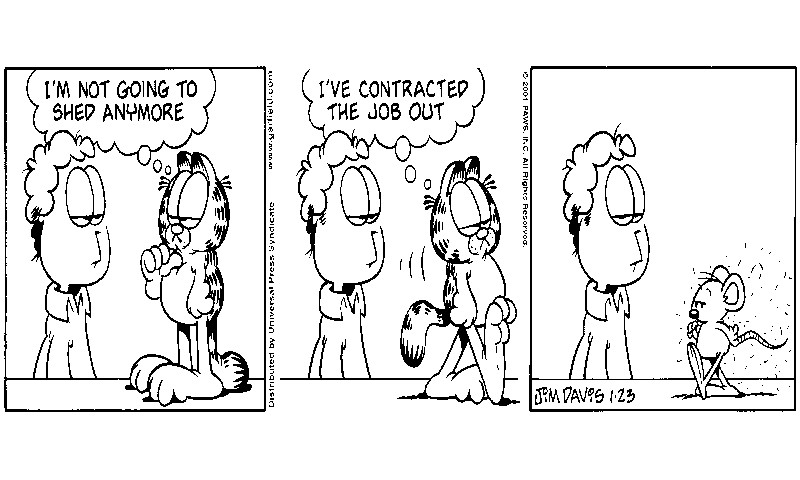 I'M NOT GOING TO
SHED ANYMORE
www.garfield.com
Distributed by Universal Press Syndicate
I'VE CONTRACTED
THE JOB OUT
© 2001 PAWS, INC. All Rights Reserved.
JIM DAVIS 1·23